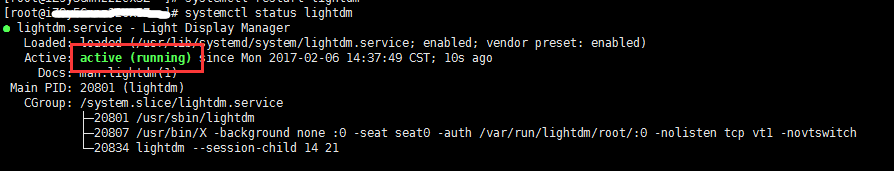 systemctl restart lightdm
[root@i ]# systemctl status lightdm
● lightdm.service - Light Display Manager
Loaded: loaded (/usr/lib/systemd/system/lightdm.service; enabled; vendor preset: enabled)
Active: active (running) since Mon 2017-02-06 14:37:49 CST; 10s ago
Docs: man:lightdm(1)
Main PID: 20801 (lightdm)
CGroup: /system.slice/lightdm.service
├─20801 /usr/sbin/lightdm
├─20807 /usr/bin/X -background none :0 -seat seat0 -auth /var/run/lightdm/root/:0 -nolisten tcp vt1 -novtswitch
└─20834 lightdm --session-child 14 21